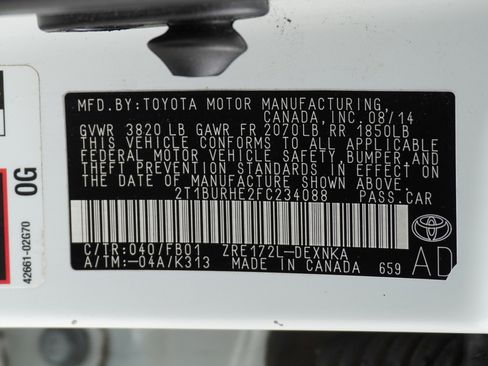 MFD.BY:TOYOTA MOTOR MANUFACTURING,
CANADA,INC.08/14
GVWR 3820LB GAWR FR 2070LB RR 1850LB
THIS VEHICLE CONFORMS TO ALL APPLICABLE
FEDERAL MOTOR VEHICLE SAFETY,BUMPER,AND
THEFT PREVENTION STANDARDS IN EFFECT ON
THE DATE OF MANUFACTURE SHOWN ABOVE.
2T1BURHE2FC234088 PASS.CAR
C/TR:040/FB01 ZRE172L-DEXNKA
A/TM:-04A/K313 MADE IN CANADA 659
TOYOTA
AD
0G
42661-02G70